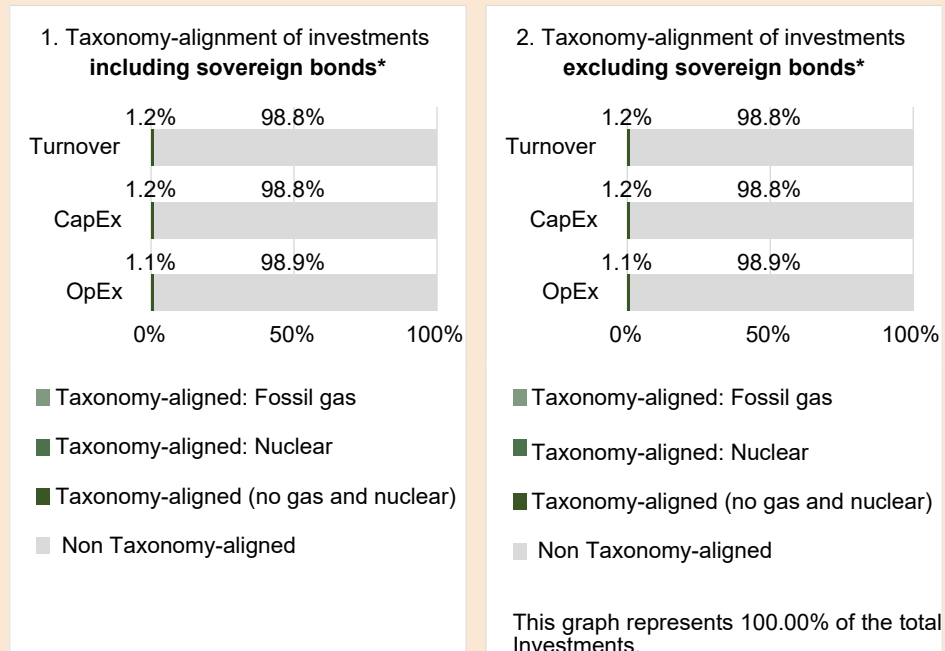 1. Taxonomy-alignment of investments
including sovereign bonds*
1.2% 98.8%
Turnover
1.2% 98.8%
CapEx
1.1% 98.9%
OpEx
0% 50% 100%
Taxonomy-aligned: Fossil gas
Taxonomy-aligned: Nuclear
Taxonomy-aligned (no gas and nuclear)
Non Taxonomy-aligned
2. Taxonomy-alignment of investments
excluding sovereign bonds*
1.2% 98.8%
Turnover
1.2% 98.8%
CapEx
1.1% 98.9%
OpEx
0% 50% 100%
Taxonomy-aligned: Fossil gas
Taxonomy-aligned: Nuclear
Taxonomy-aligned (no gas and nuclear)
Non Taxonomy-aligned
This graph represents 100.00% of the total
Investments.